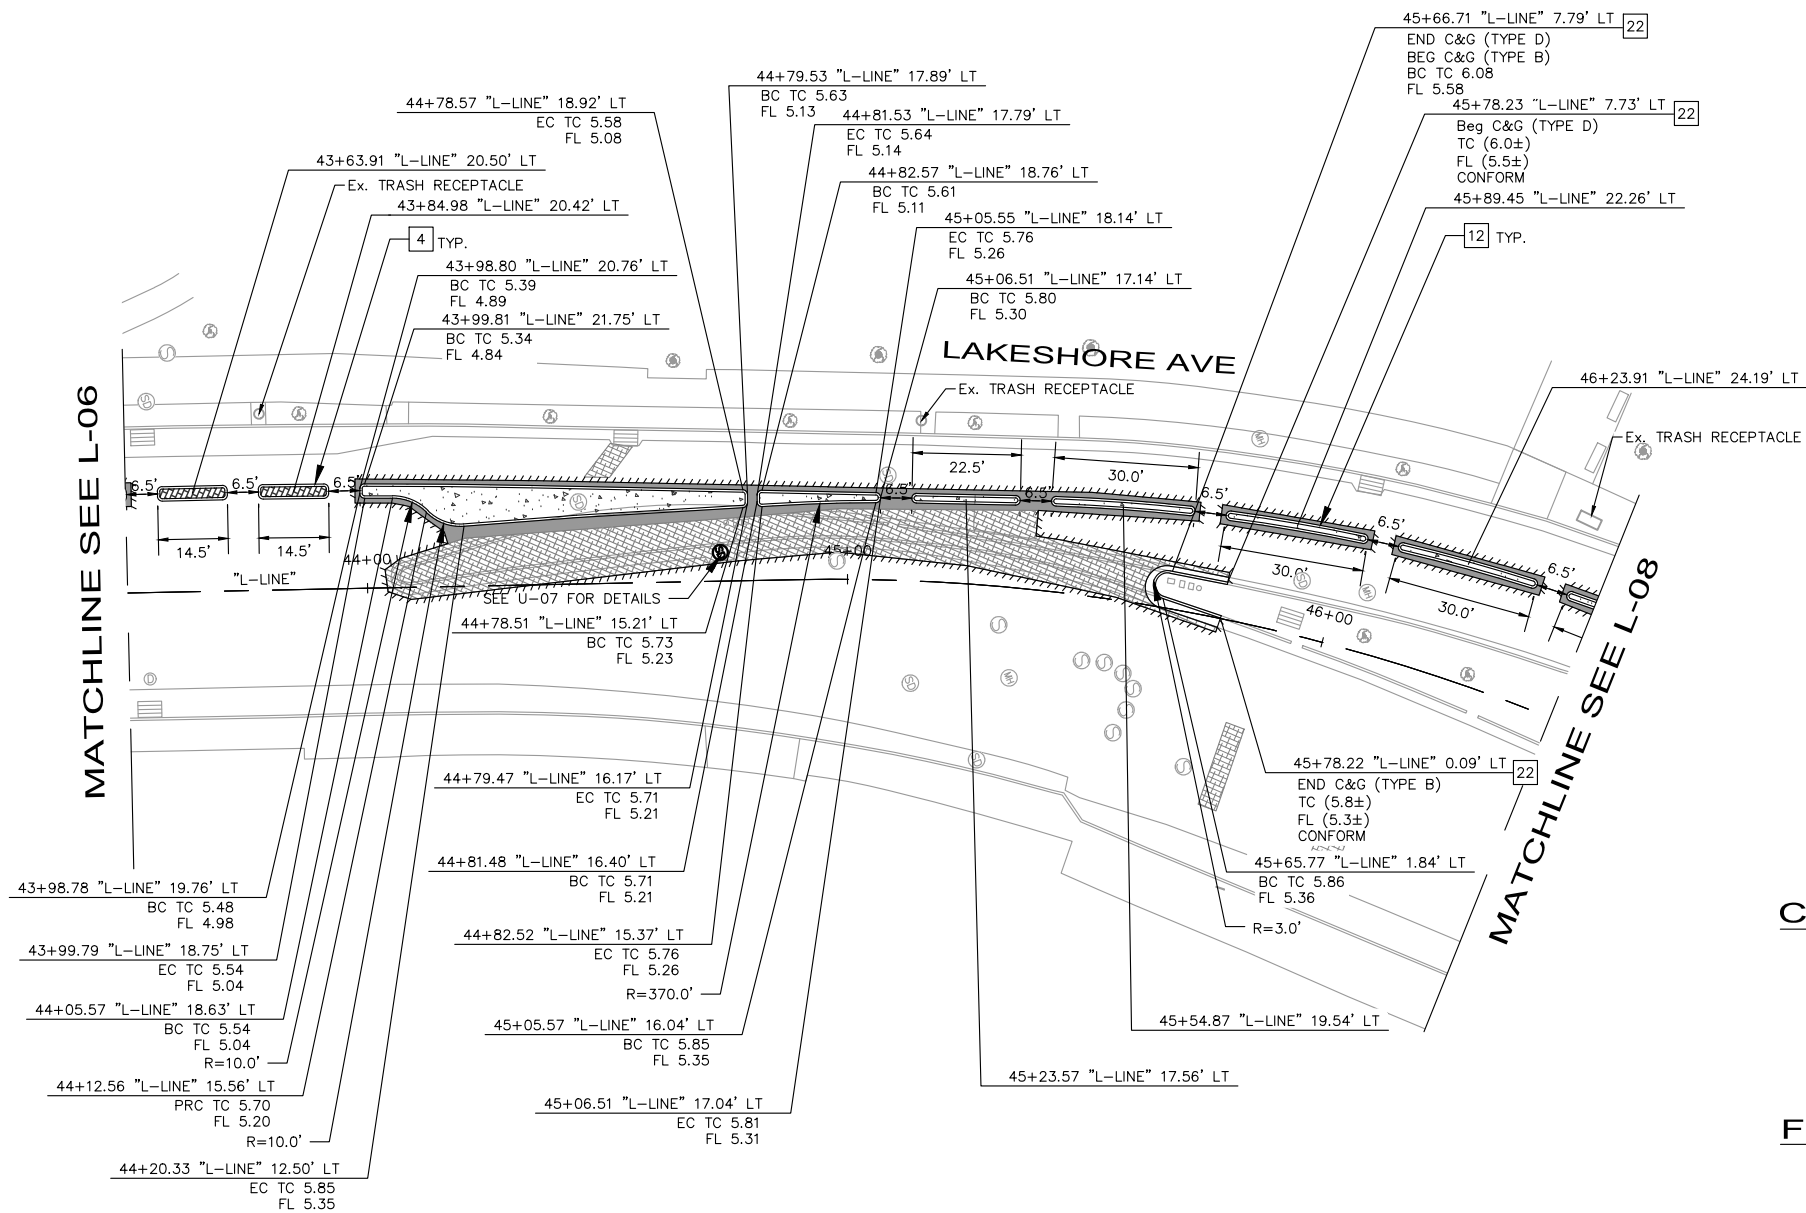 45+66.71 "L-LINE" 7.79' LT 22
END C&G (TYPE D)
BEG C&G (TYPE B)
BC TC 6.08
FL 5.58
44+79.53 "L-LINE" 17.89' LT
BC TC 5.63
FL 5.13
44+78.57 "L-LINE" 18.92' LT
EC TC 5.58
FL 5.08
45+78.23 "L-LINE" 7.73' LT 22
Beg C&G (TYPE D)
TC (6.0±)
FL (5.5±)
CONFORM
44+81.53 "L-LINE" 17.79' LT
EC TC 5.64
FL 5.14
43+63.91 "L-LINE" 20.50' LT
44+82.57 "L-LINE" 18.76' LT
BC TC 5.61
FL 5.11
Ex. TRASH RECEPTACLE
43+84.98 "L-LINE" 20.42' LT
45+89.45 "L-LINE" 22.26' LT
45+05.55 "L-LINE" 18.14' LT
EC TC 5.76
FL 5.26
4 TYP.
12 TYP.
43+98.80 "L-LINE" 20.76' LT
BC TC 5.39
FL 4.89
45+06.51 "L-LINE" 17.14' LT
BC TC 5.80
FL 5.30
43+99.81 "L-LINE" 21.75' LT
BC TC 5.34
FL 4.84
LAKESHORE AVE
46+23.91 "L-LINE" 24.19' LT
Ex. TRASH RECEPTACLE
Ex. TRASH RECEPTACLE
MATCHLINE SEE L-06
SD
MH
22.5'
30.0'
6.5'
6.5'
6.5'
6.5'
6.5'
6.5'
6.5'
6.5'
SD
14.5'
14.5'
44+00
45+00
30.0'
30.0'
46+00
MH
"L-LINE"
SEE U-07 FOR DETAILS
MATCHLINE SEE L-08
44+78.51 "L-LINE" 15.21' LT
BC TC 5.73
FL 5.23
D
SD
MH
SD
45+78.22 "L-LINE" 0.09' LT 22
END C&G (TYPE B)
TC (5.8±)
FL (5.3±)
CONFORM
44+79.47 "L-LINE" 16.17' LT
EC TC 5.71
FL 5.21
44+81.48 "L-LINE" 16.40' LT
BC TC 5.71
FL 5.21
45+65.77 "L-LINE" 1.84' LT
BC TC 5.86
FL 5.36
R=3.0'
43+98.78 "L-LINE" 19.76' LT
BC TC 5.48
FL 4.98
C
44+82.52 "L-LINE" 15.37' LT
EC TC 5.76
FL 5.26
R=370.0'
43+99.79 "L-LINE" 18.75' LT
EC TC 5.54
FL 5.04
44+05.57 "L-LINE" 18.63' LT
BC TC 5.54
FL 5.04
R=10.0'
45+05.57 "L-LINE" 16.04' LT
BC TC 5.85
FL 5.35
45+54.87 "L-LINE" 19.54' LT
45+23.57 "L-LINE" 17.56' LT
44+12.56 "L-LINE" 15.56' LT
PRC TC 5.70
FL 5.20
R=10.0'
45+06.51 "L-LINE" 17.04' LT
EC TC 5.81
FL 5.31
F
44+20.33 "L-LINE" 12.50' LT
EC TC 5.85
FL 5.35